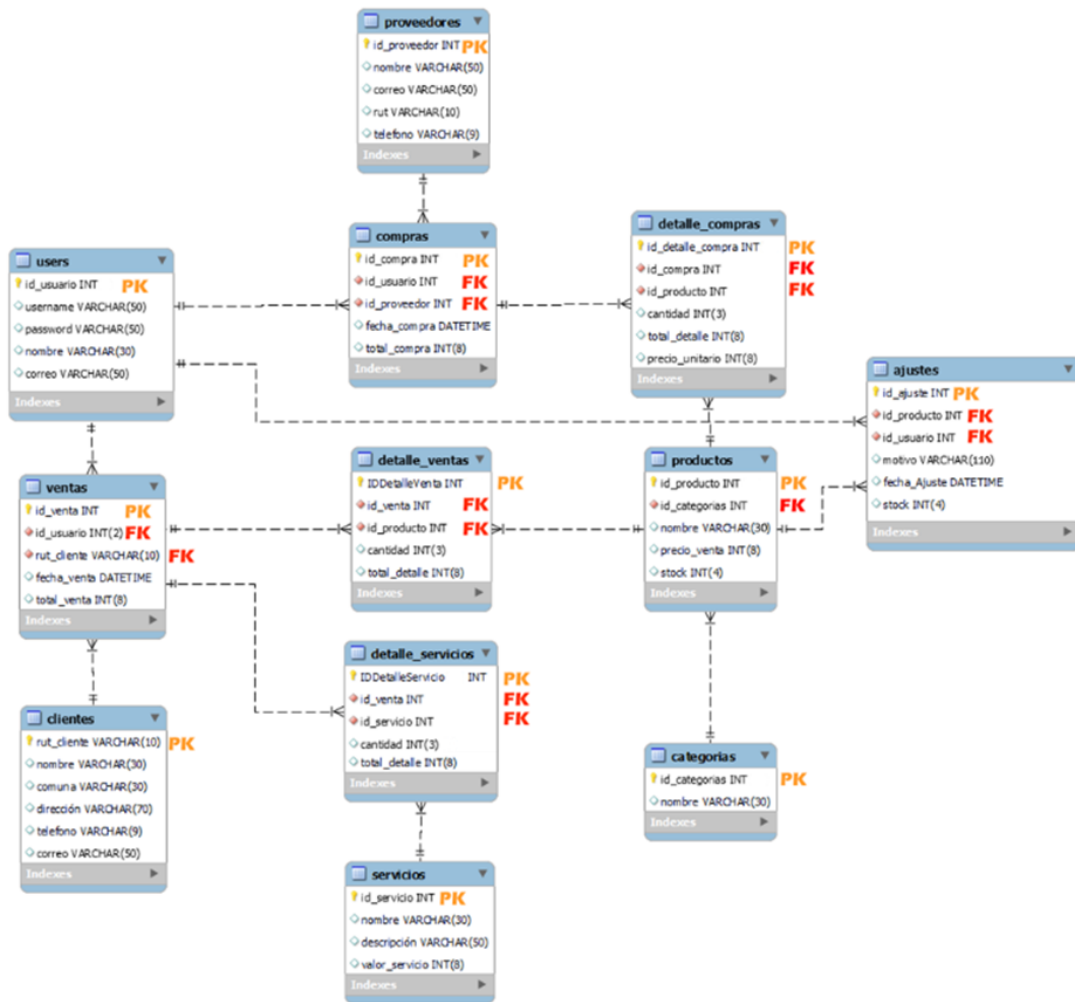 proveedores
id_proveedor INT PK
nombre VARCHAR(50)
correo VARCHAR(50)
rut VARCHAR(10)
telefono VARCHAR(9)
Indexes
compras
id_compra INT PK
id_usuario INT FK
id_proveedor INT FK
fecha_compra DATETIME
total_compra INT(8)
Indexes
detalle_compras
id_detalle_compra INT PK
id_compra INT FK
id_producto INT FK
cantidad INT(3)
total_detalle INT(8)
precio_unitario INT(8)
Indexes
users
id_usuario INT PK
username VARCHAR(50)
password VARCHAR(50)
nombre VARCHAR(30)
correo VARCHAR(50)
Indexes
ajustes
id_ajuste INT PK
id_producto INT FK
id_usuario INT FK
motivo VARCHAR(110)
fecha_Ajuste DATETIME
stock INT(4)
Indexes
ventas
id_venta INT PK
id_usuario INT(2) FK
rut_cliente VARCHAR(10) FK
fecha_venta DATETIME
total_venta INT(8)
Indexes
detalle_ventas
IDDetalleVenta INT PK
id_venta INT FK
id_producto INT FK
cantidad INT(3)
total_detalle INT(8)
Indexes
productos
id_producto INT PK
id_categorias INT FK
nombre VARCHAR(30)
precio_venta INT(8)
stock INT(4)
Indexes
detalle_servicios
IDDetalleServicio INT PK
id_venta INT FK
id_servicio INT FK
cantidad INT(3)
total_detalle INT(8)
Indexes
clientes
rut_cliente VARCHAR(10) PK
nombre VARCHAR(30)
comuna VARCHAR(30)
dirección VARCHAR(70)
telefono VARCHAR(9)
correo VARCHAR(50)
Indexes
categorias
id_categorias INT PK
nombre VARCHAR(30)
Indexes
servicios
id_servicio INT PK
nombre VARCHAR(30)
descripción VARCHAR(50)
valor_servicio INT(8)
Indexes